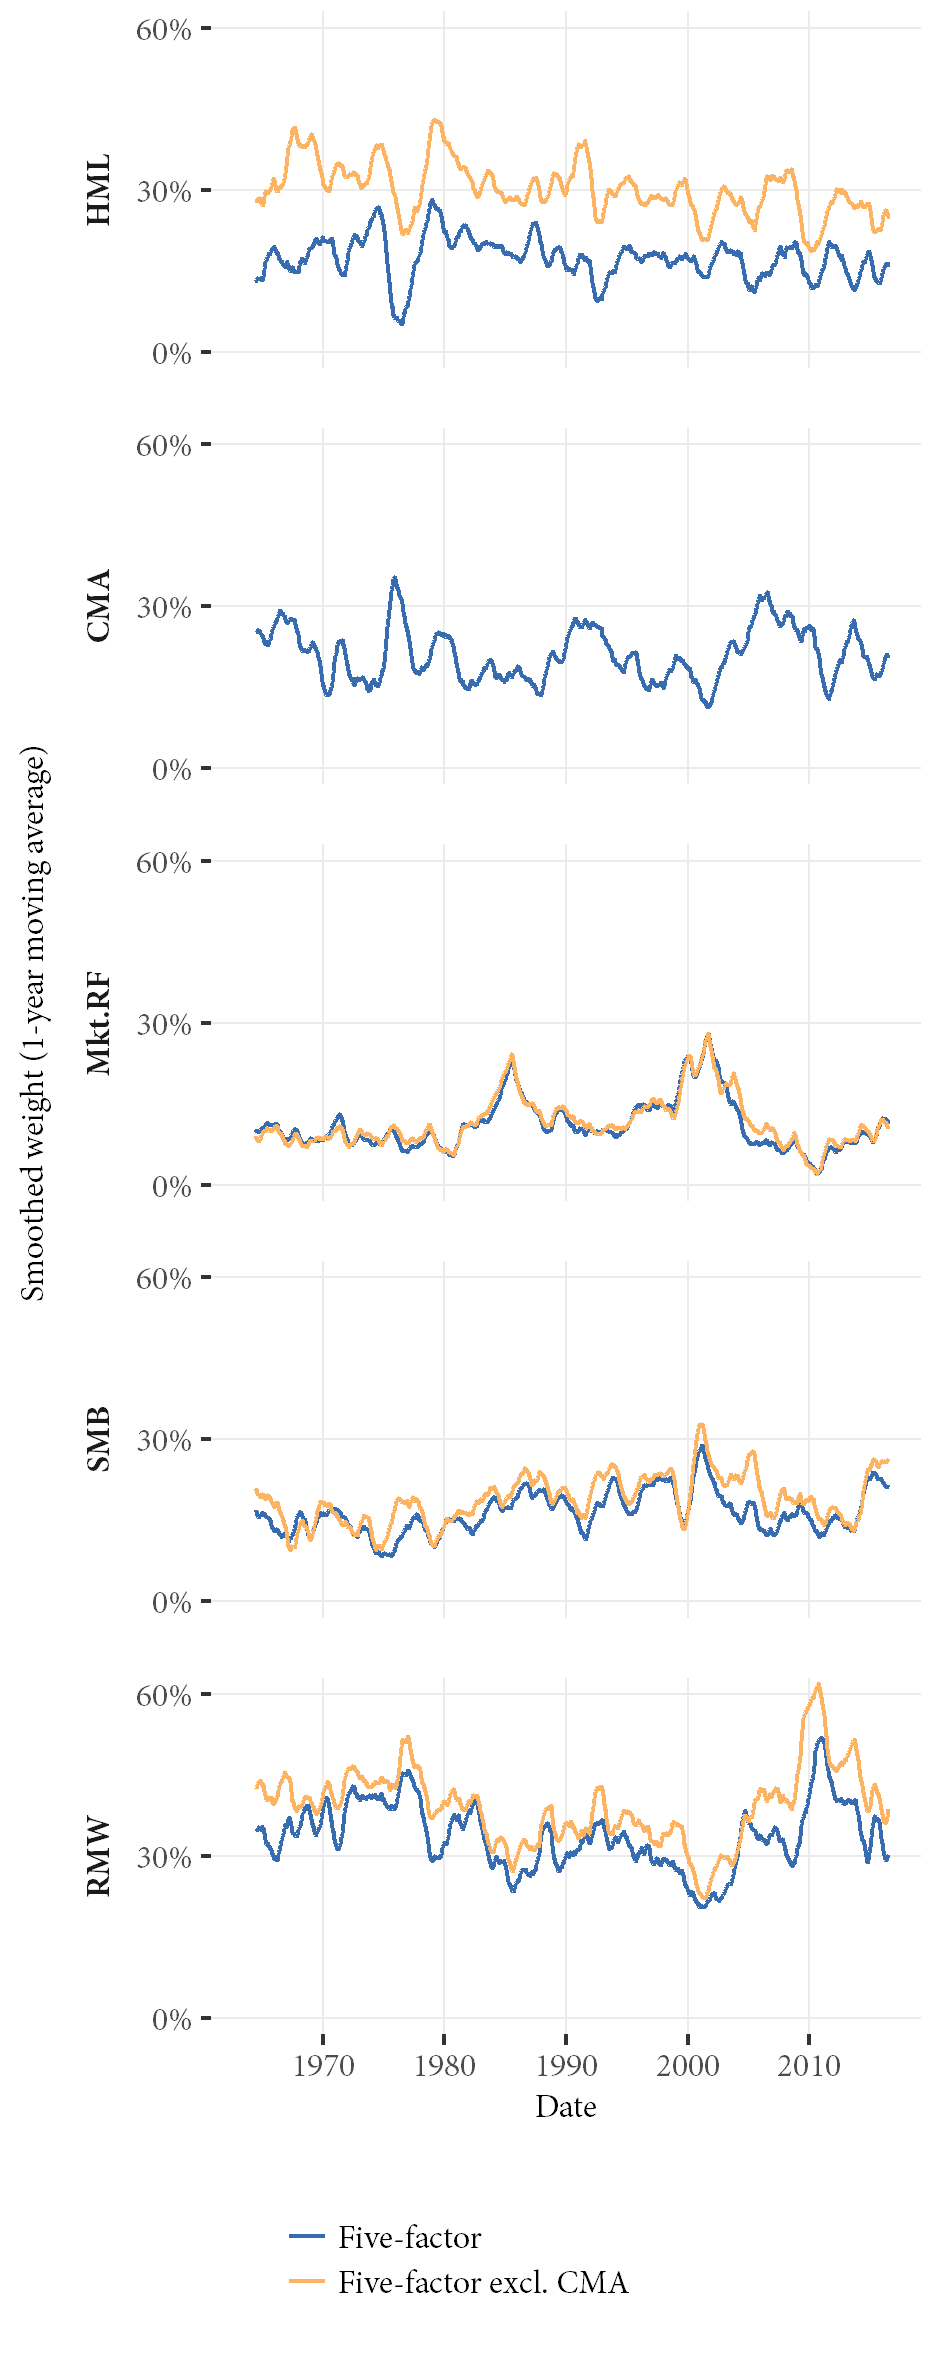 Smoothed weight (1-year moving average)
HML
60%
30%
0%
CMA
60%
30%
0%
Mkt.RF
60%
30%
0%
SMB
60%
30%
0%
RMW
60%
30%
0%
1970 1980 1990 2000 2010
Date
Five-factor
Five-factor excl. CMA